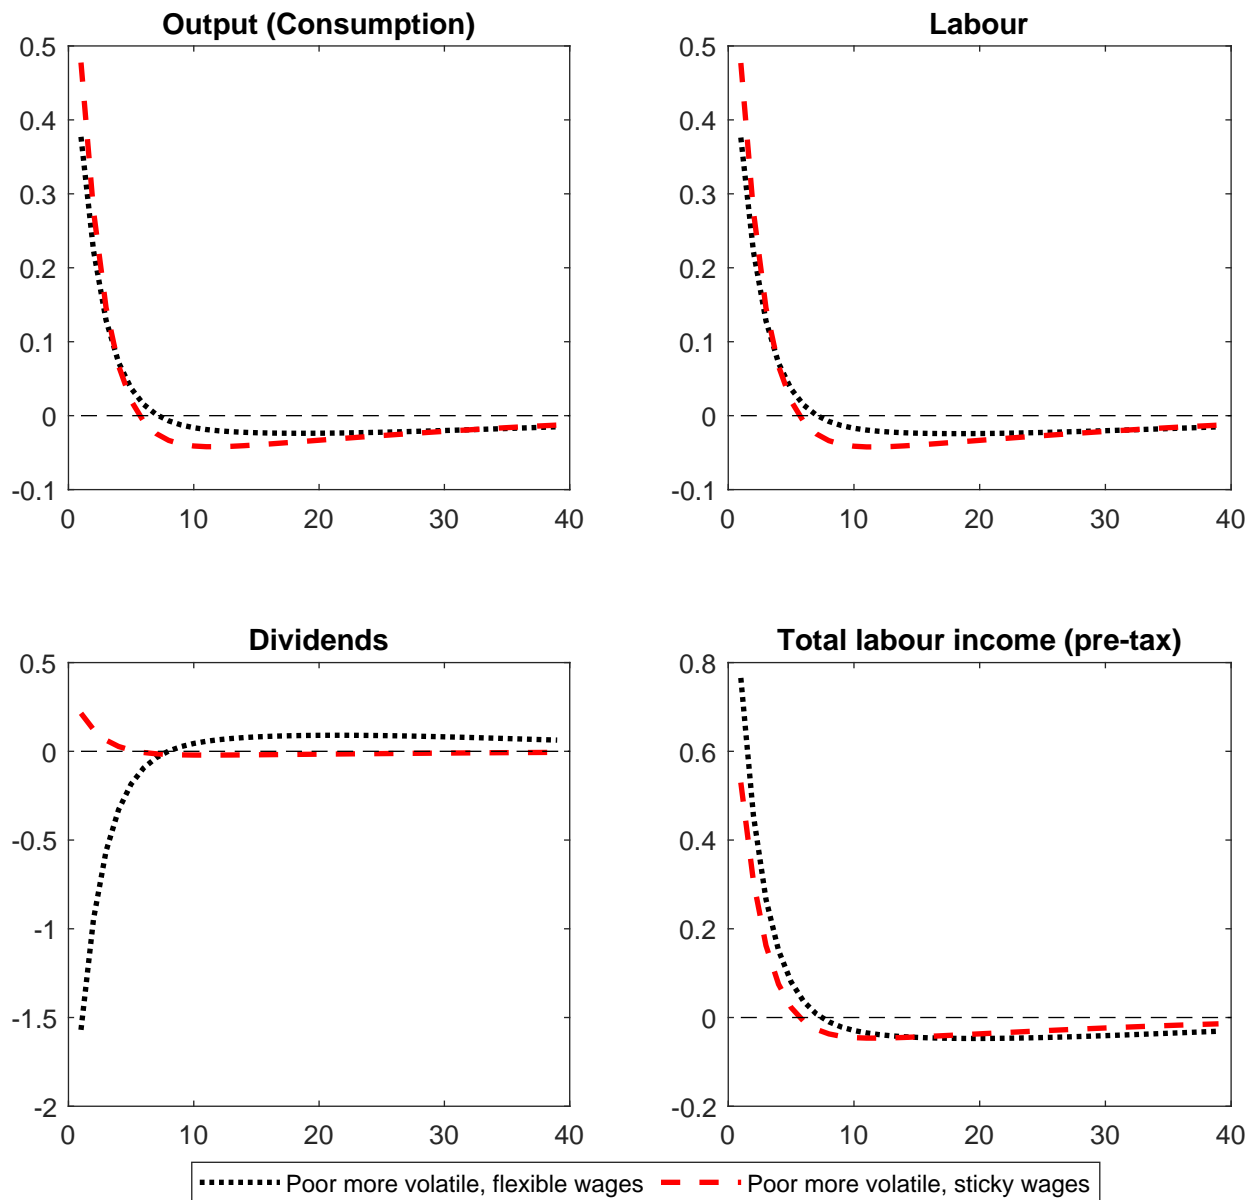 Output (Consumption)
0.5
0.4
0.3
0.2
0.1
0
-0.1
0 10 20 30 40
Labour
0.5
0.4
0.3
0.2
0.1
0
-0.1
0 10 20 30 40
Dividends
0.5
0
-0.5
-1
-1.5
-2
0 10 20 30 40
Total labour income (pre-tax)
0.8
0.6
0.4
0.2
0
-0.2
0 10 20 30 40
Poor more volatile, flexible wages Poor more volatile, sticky wages